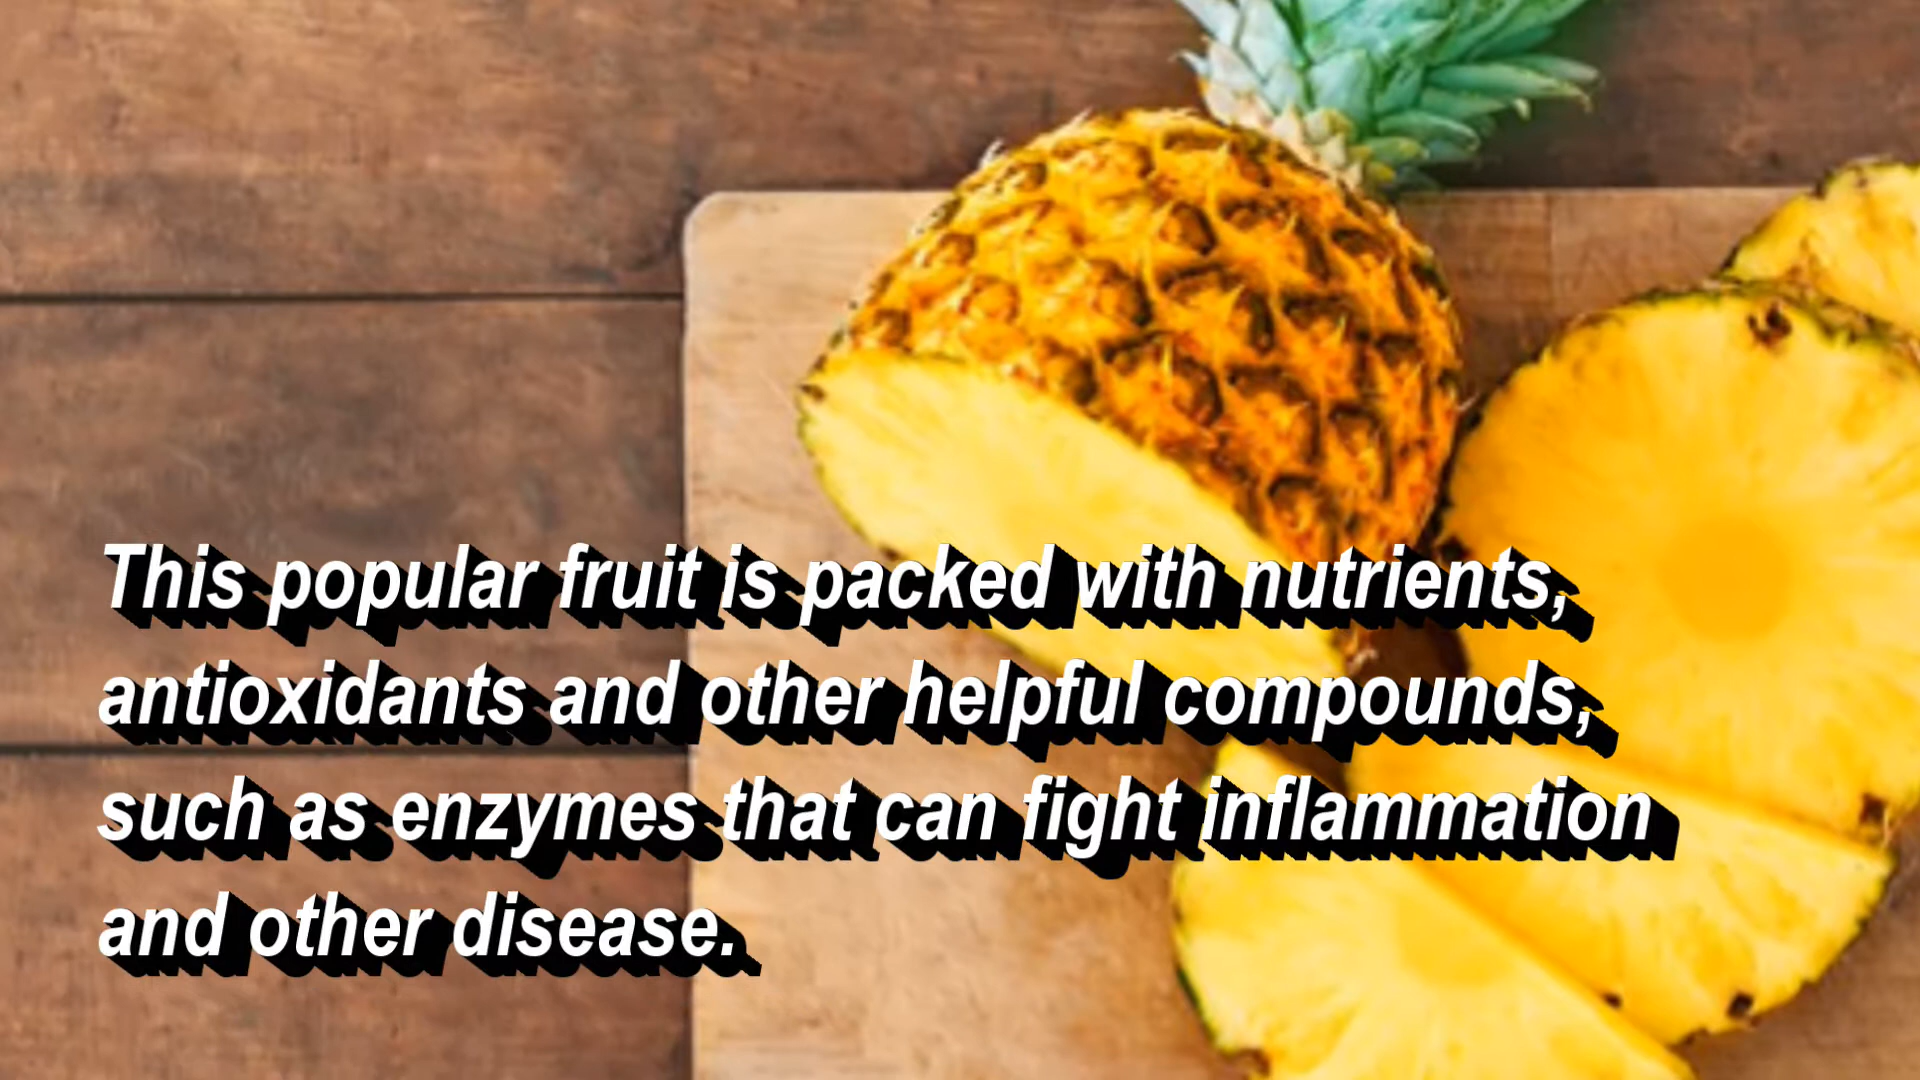 This popular fruit is packed with nutrients,
antioxidants and other helpful compounds,
such as enzymes that can fight inflammation
and other disease.